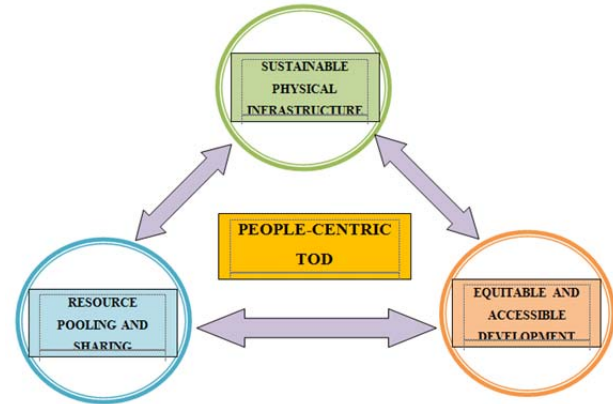 SUSTAINABLE
PHYSICAL
INFRASTRUCTURE
PEOPLE-CENTRIC
TOD
RESOURCE
POOLING AND
SHARING
EQUITABLE AND
ACCESSIBLE
DEVELOPMENT